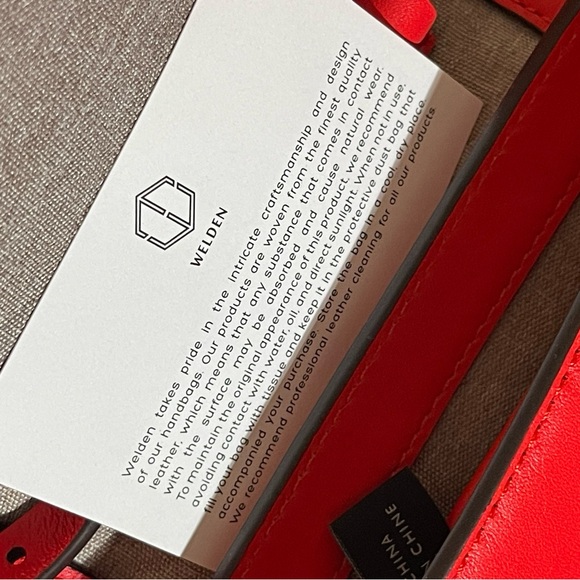 WELDEN
Welden takes pride in the intricate craftsmanship and design
of our handbags. Our products are woven from the finest quality
leather, which means that any substance that comes in contact
with the surface may be absorbed and cause natural wear.
To maintain the original appearance of this product, we recommend
avoiding contact with water, oil, and direct sunlight. When not in use,
fill your bag with tissue and keep it in the protective dust bag that
accompanied your purchase. Store the bag in a cool, dry place.
We recommend professional leather cleaning for all our products
CHINA
N CHINE